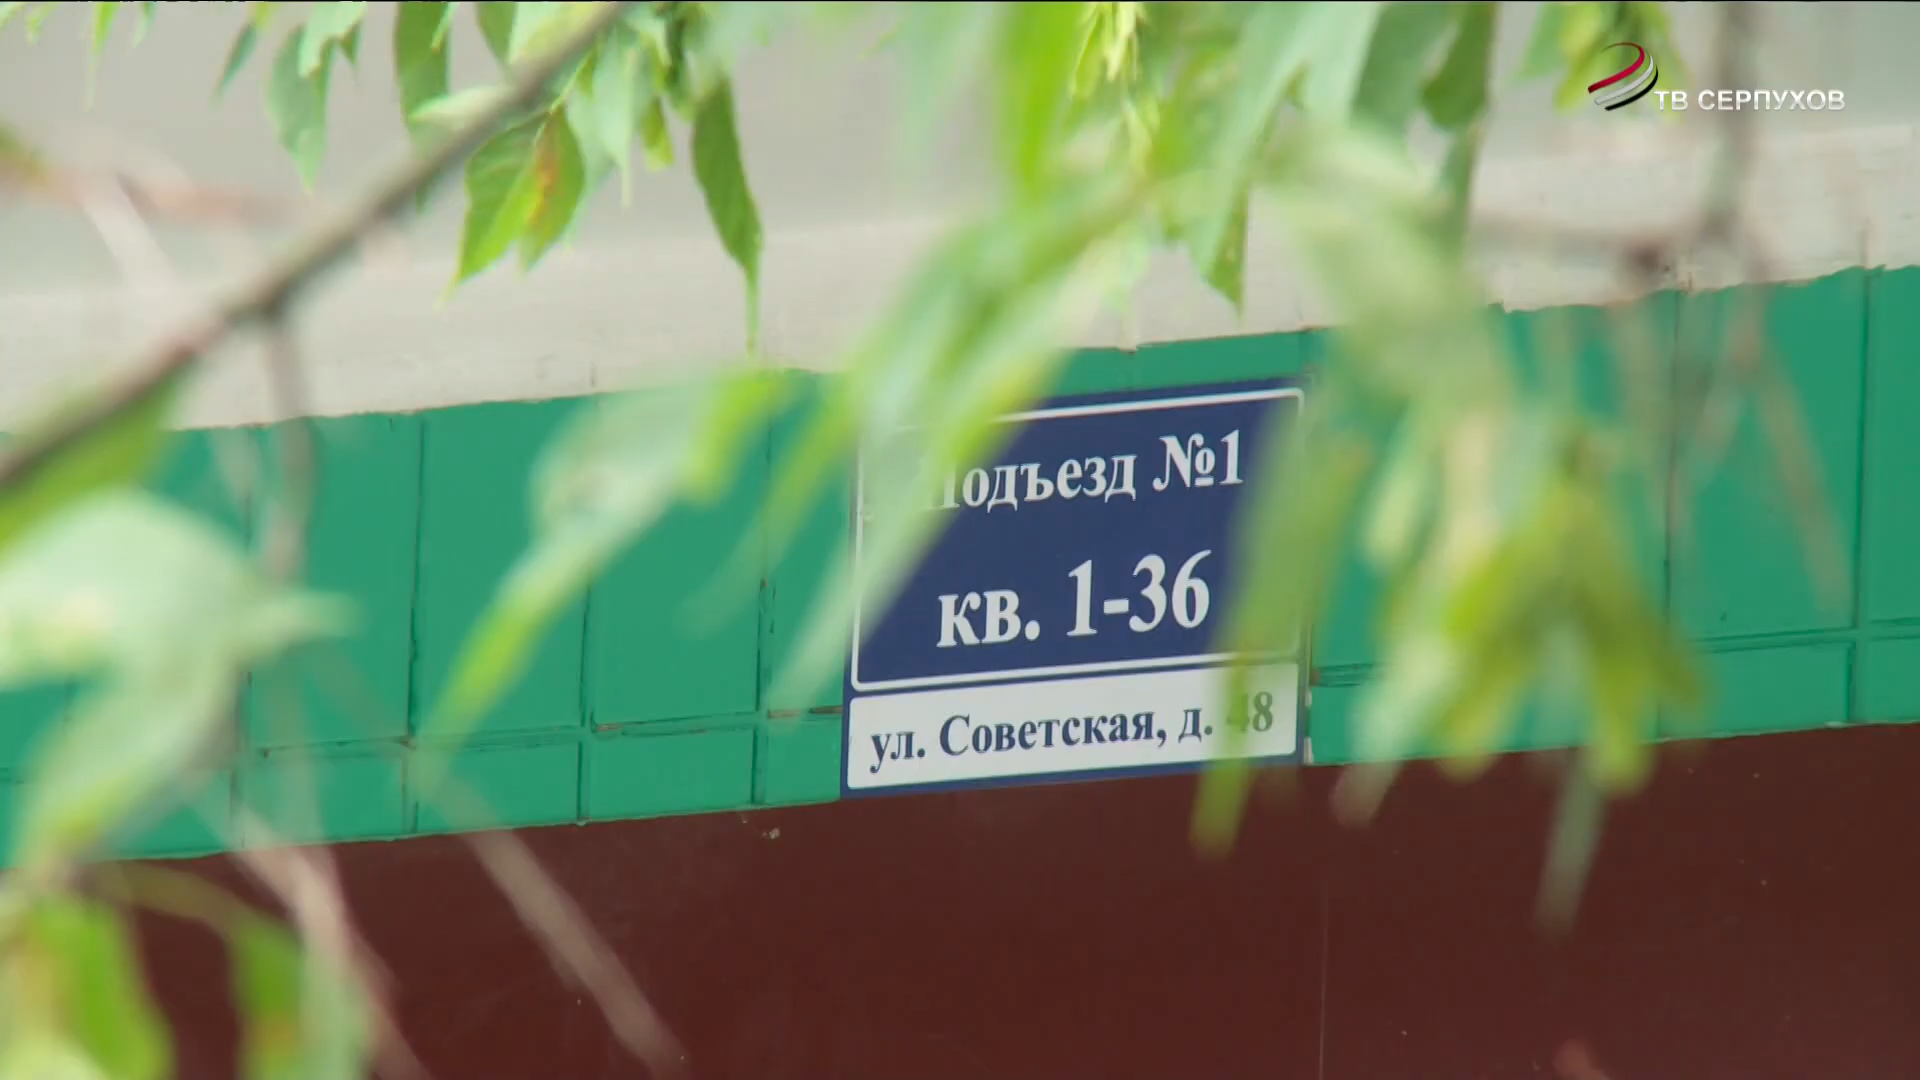 ТВ СЕРПУХОВ
Подъезд №1
кв. 1-36
ул. Советская, д. 48